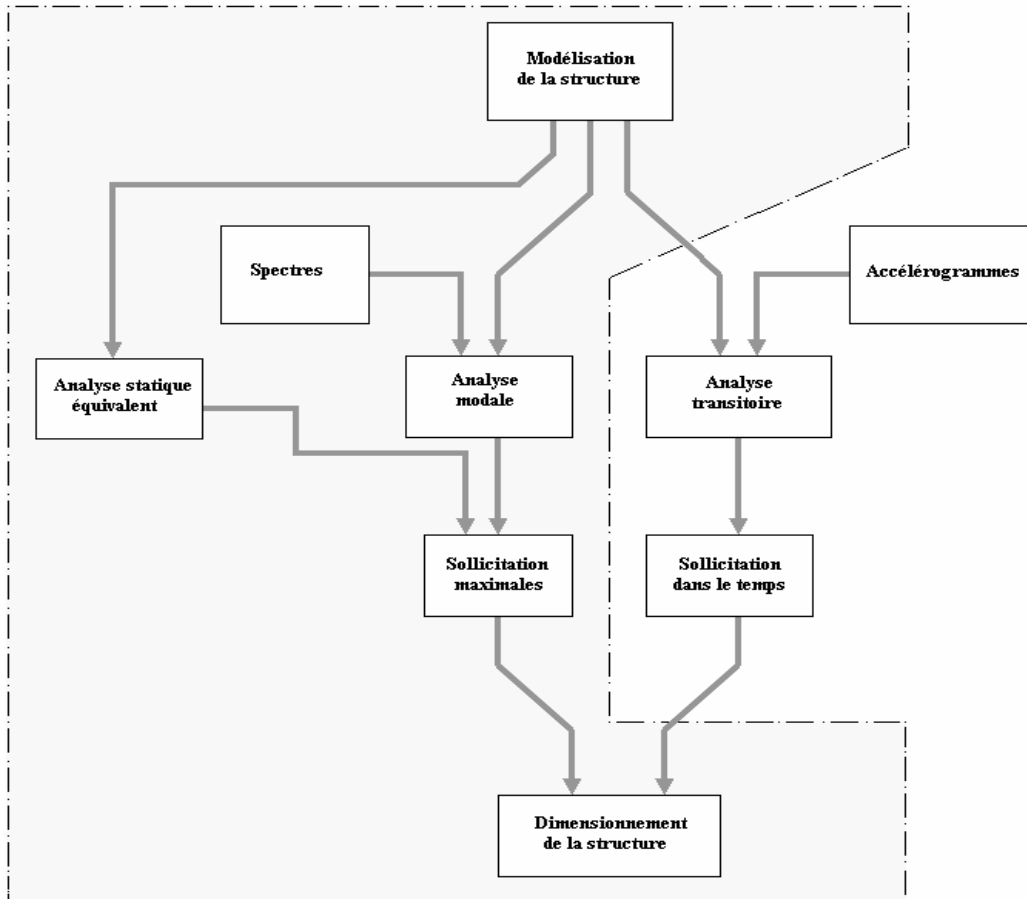 Modélisation
de la structure
Spectres
Accélérogrammes
Analyse statique
équivalent
Analyse
modale
Analyse
transitoire
Sollicitation
maximales
Sollicitation
dans le temps
Dimensionnement
de la structure